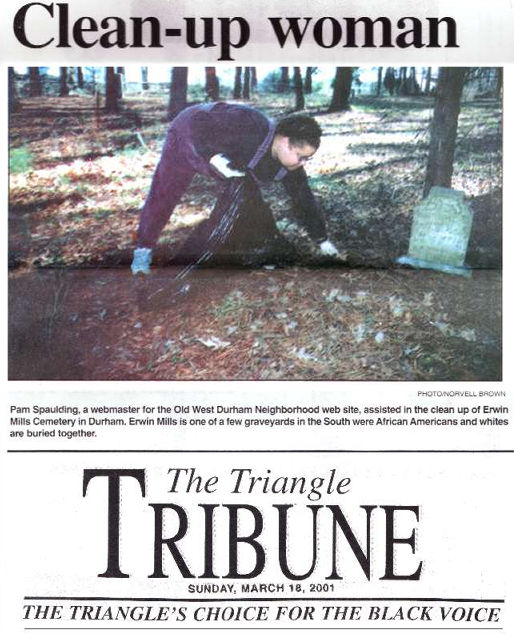 Clean-up woman
PHOTO/NORVELL BROWN
Pam Spaulding, a webmaster for the Old West Durham Neighborhood web site, assisted in the clean up of Erwin
Mills Cemetery in Durham. Erwin Mills is one of a few graveyards in the South were African Americans and whites
are buried together.
The Triangle
TRIBUNE
SUNDAY, MARCH 18, 2001
THE TRIANGLE'S CHOICE FOR THE BLACK VOICE